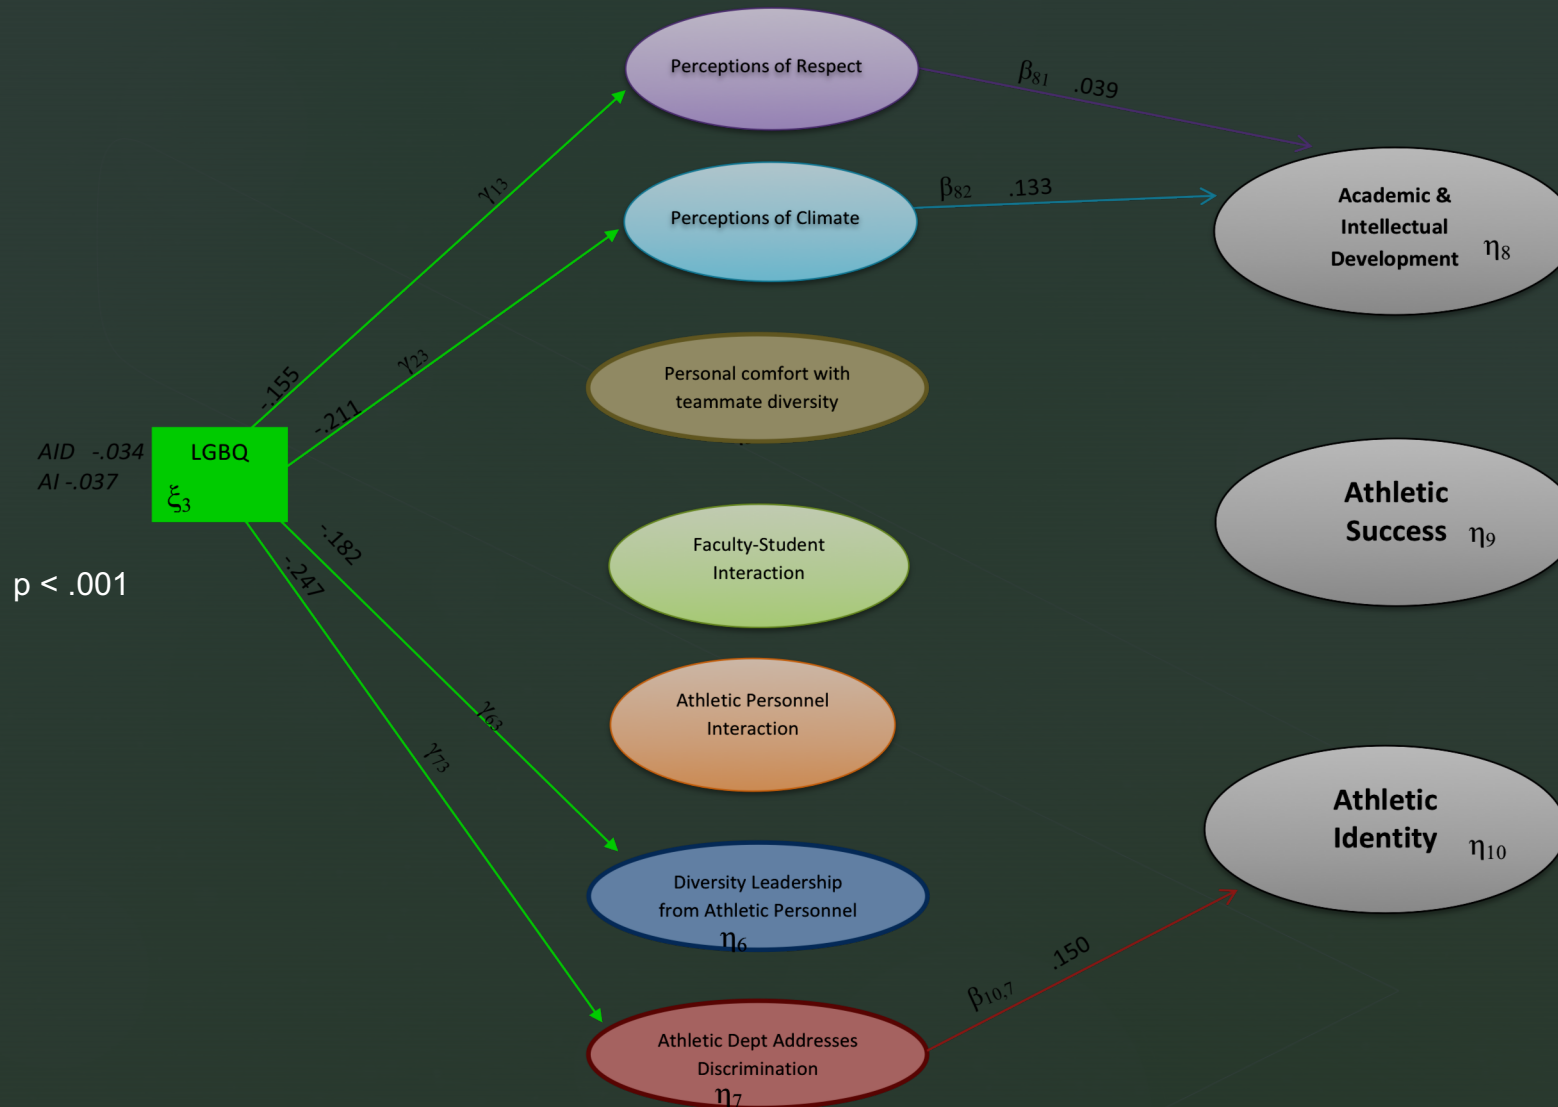 Perceptions of Respect
β81 .039
γ13
Perceptions of Climate
β82 .133
Academic &
Intellectual
Development η8
γ23
Personal comfort with
teammate diversity
-.155
-.211
AID -.034
AI -.037
LGBQ
ξ3
Athletic
Success η9
p < .001
-.182
-.247
Faculty-Student
Interaction
Athletic Personnel
Interaction
γ63
γ73
Athletic
Identity η10
Diversity Leadership
from Athletic Personnel
η6
β10,7 .150
Athletic Dept Addresses
Discrimination
η7